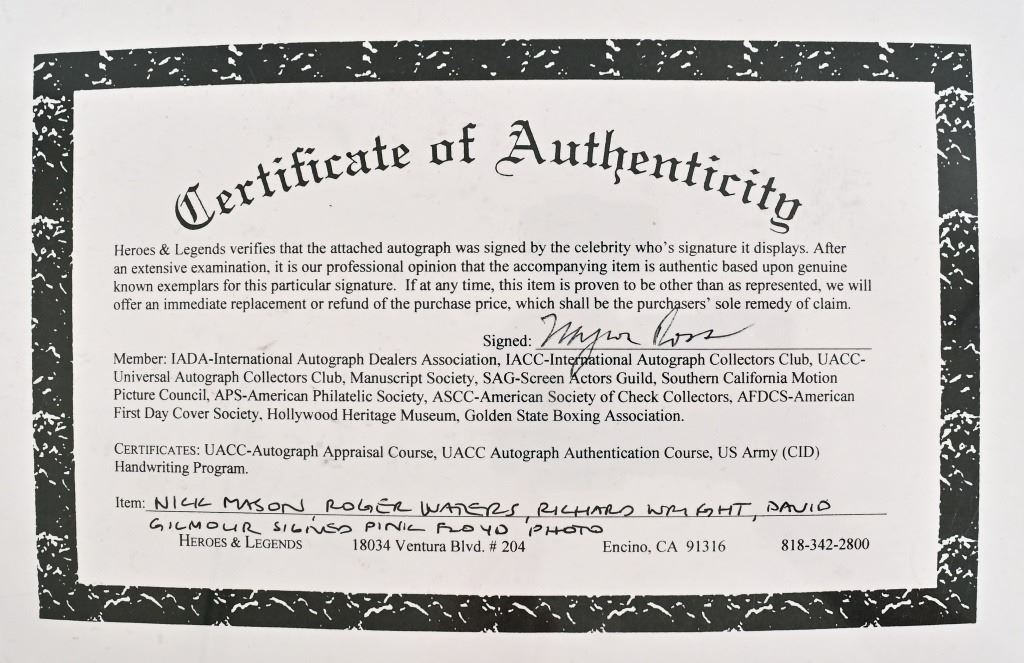 Certificate of Authenticity
Heroes & Legends verifies that the attached autograph was signed by the celebrity who's signature it displays. After
an extensive examination, it is our professional opinion that the accompanying item is authentic based upon genuine
known exemplars for this particular signature. If at any time, this item is proven to be other than as represented, we will
offer an immediate replacement or refund of the purchase price, which shall be the purchasers' sole remedy of claim.
Signed: Myron Ross
Member: IADA-International Autograph Dealers Association, IACC-International Autograph Collectors Club, UACC-
Universal Autograph Collectors Club, Manuscript Society, SAG-Screen Actors Guild, Southern California Motion
Picture Council, APS-American Philatelic Society, ASCC-American Society of Check Collectors, AFDCS-American
First Day Cover Society, Hollywood Heritage Museum, Golden State Boxing Association.
CERTIFICATES: UACC-Autograph Appraisal Course, UACC Autograph Authentication Course, US Army (CID)
Handwriting Program.
Item: NICK MASON, ROGER WATERS, RICHARD WRIGHT, DAVID
GILMOUR SIGNED PINK FLOYD PHOTO
HEROES & LEGENDS 18034 Ventura Blvd. # 204 Encino, CA 91316 818-342-2800